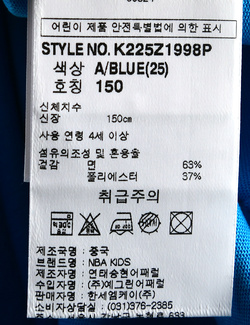 어린이 제품 안전특별법에 의한 표시
STYLE NO. K225Z1998P
색상 A/BLUE(25)
호칭 150
신체치수
신장 150cm
사용 연령 4세 이상
섬유의조성 및 혼용율
겉감 면 63%
폴리에스터 37%
취급주의
제조국명: 중국
브랜드명: NBA KIDS
제조자명: 연태승현어패럴
수입자명: (주)예그린어패럴
판매자명: 한세엠케이(주)
소비자상담실: (031)376-2385